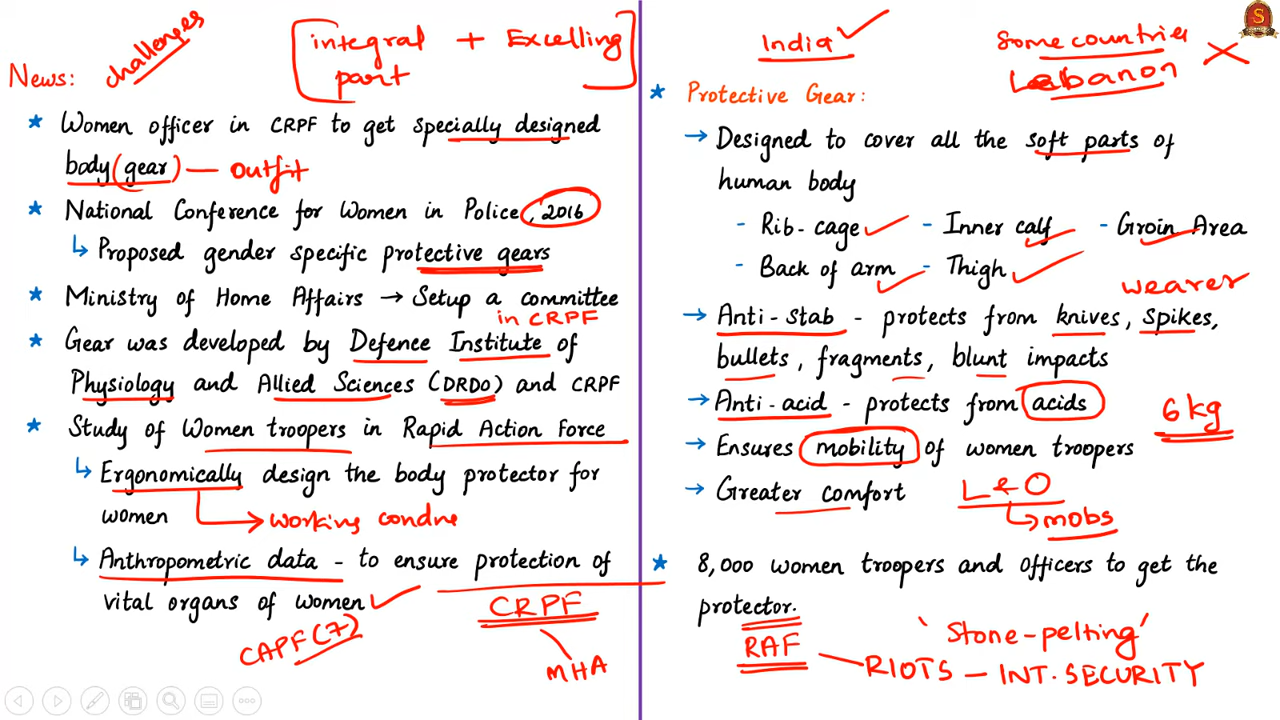 challenges
[integral + Excelling
part]
News:
* Women officer in CRPF to get specially designed
body (gear) — outfit
* National Conference for Women in Police, 2016
↳ Proposed gender specific protective gears
* Ministry of Home Affairs → Setup a committee
in CRPF
* Gear was developed by Defence Institute of
Physiology and Allied Sciences (DRDO) and CRPF
* Study of Women troopers in Rapid Action Force
↳ Ergonomically design the body protector for
women → working condne
↳ Anthropometric data - to ensure protection of
vital organs of women ✓
CRPF
CAPF(7)
MHA
India ✓
Some countries
Lebanon ✗
* Protective Gear:
→ Designed to cover all the soft parts of
human body
- Rib-cage ✓ - Inner calf ✓ - Groin Area ✓
- Back of arm ✓ - Thigh ✓
wearer
→ Anti-stab - protects from knives, spikes,
bullets, fragments, blunt impacts
→ Anti-acid - protects from acids
6 kg
→ Ensures mobility of women troopers
→ Greater comfort
L & O
↳ mobs
* 8,000 women troopers and officers to get the
protector.
'Stone-pelting'
RAF — RIOTS — INT. SECURITY
S